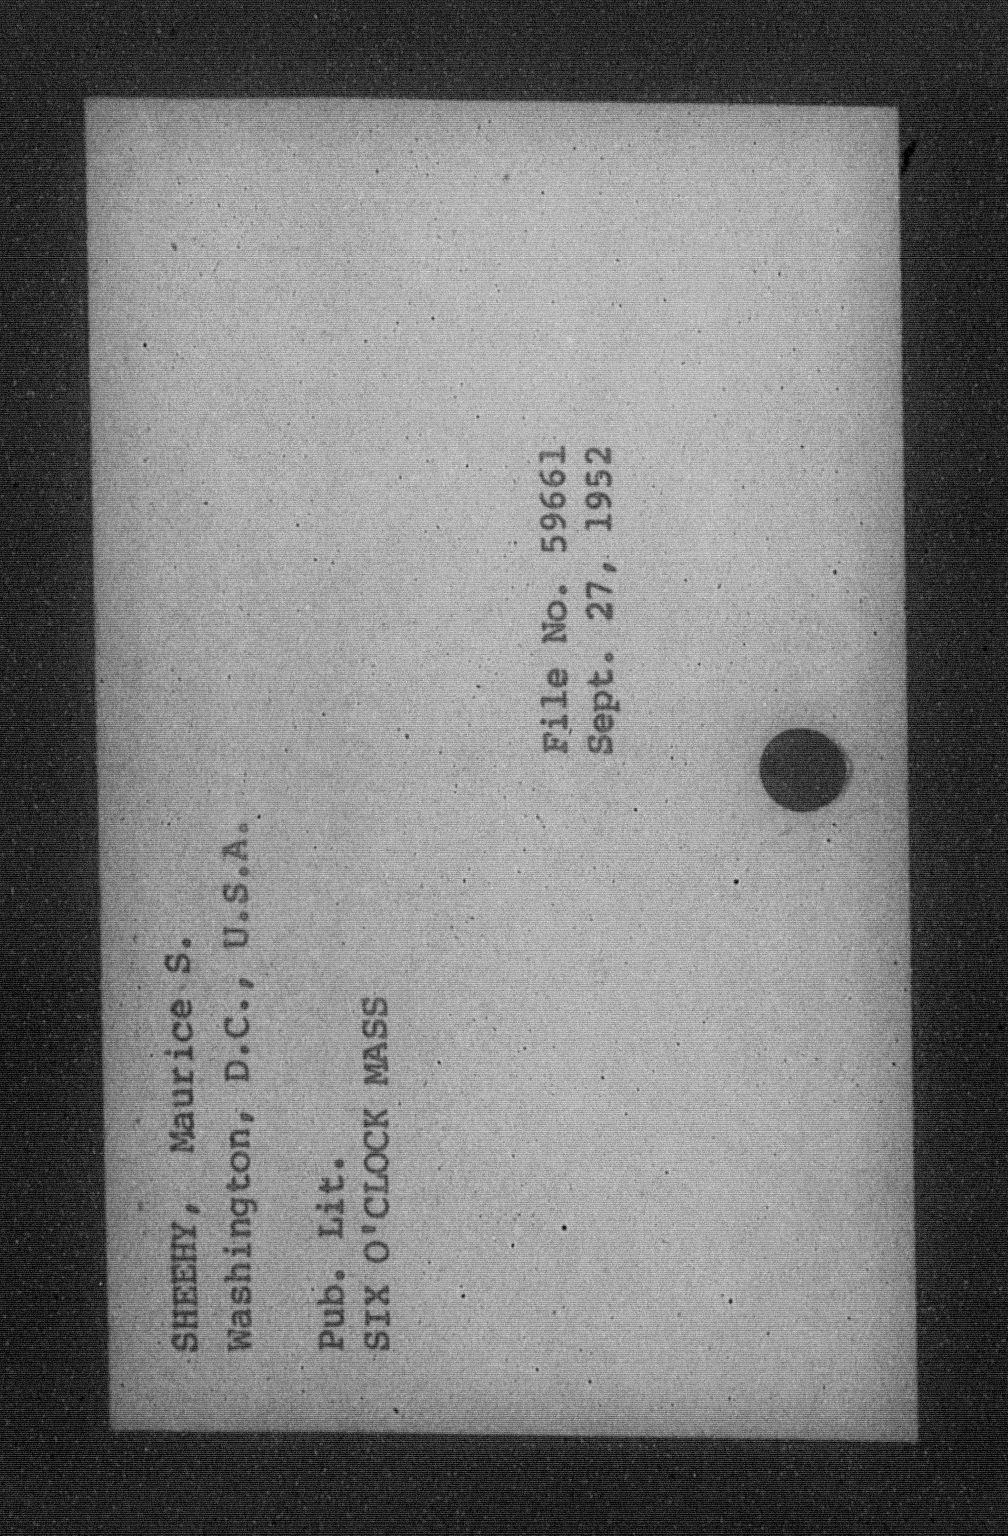 SHEEHY, Maurice S.
Washington, D.C., U.S.A.
Pub. Lit.
SIX O'CLOCK MASS
File No. 59661
Sept. 27, 1952